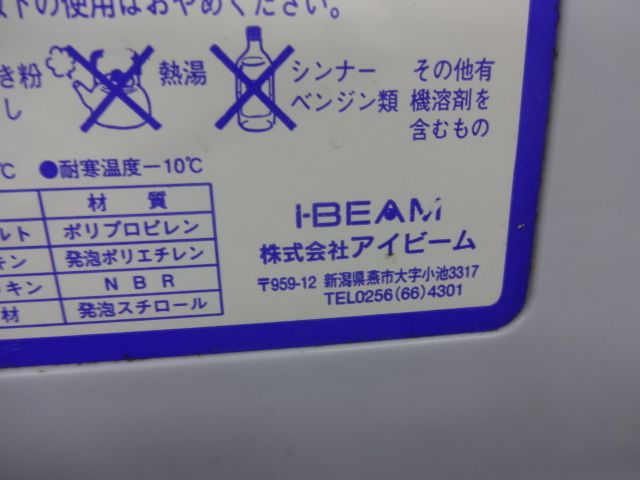 下の使用はおやめください。
き粉
し
熱湯
シンナー
ベンジン類
その他有
機溶剤を
含むもの
℃ ●耐寒温度－10℃
材質
ルト ポリプロピレン
キン 発泡ポリエチレン
ッキン NBR
材 発泡スチロール
I-BEAM
株式会社アイビーム
〒959-12 新潟県燕市大字小池3317
TEL0256(66)4301